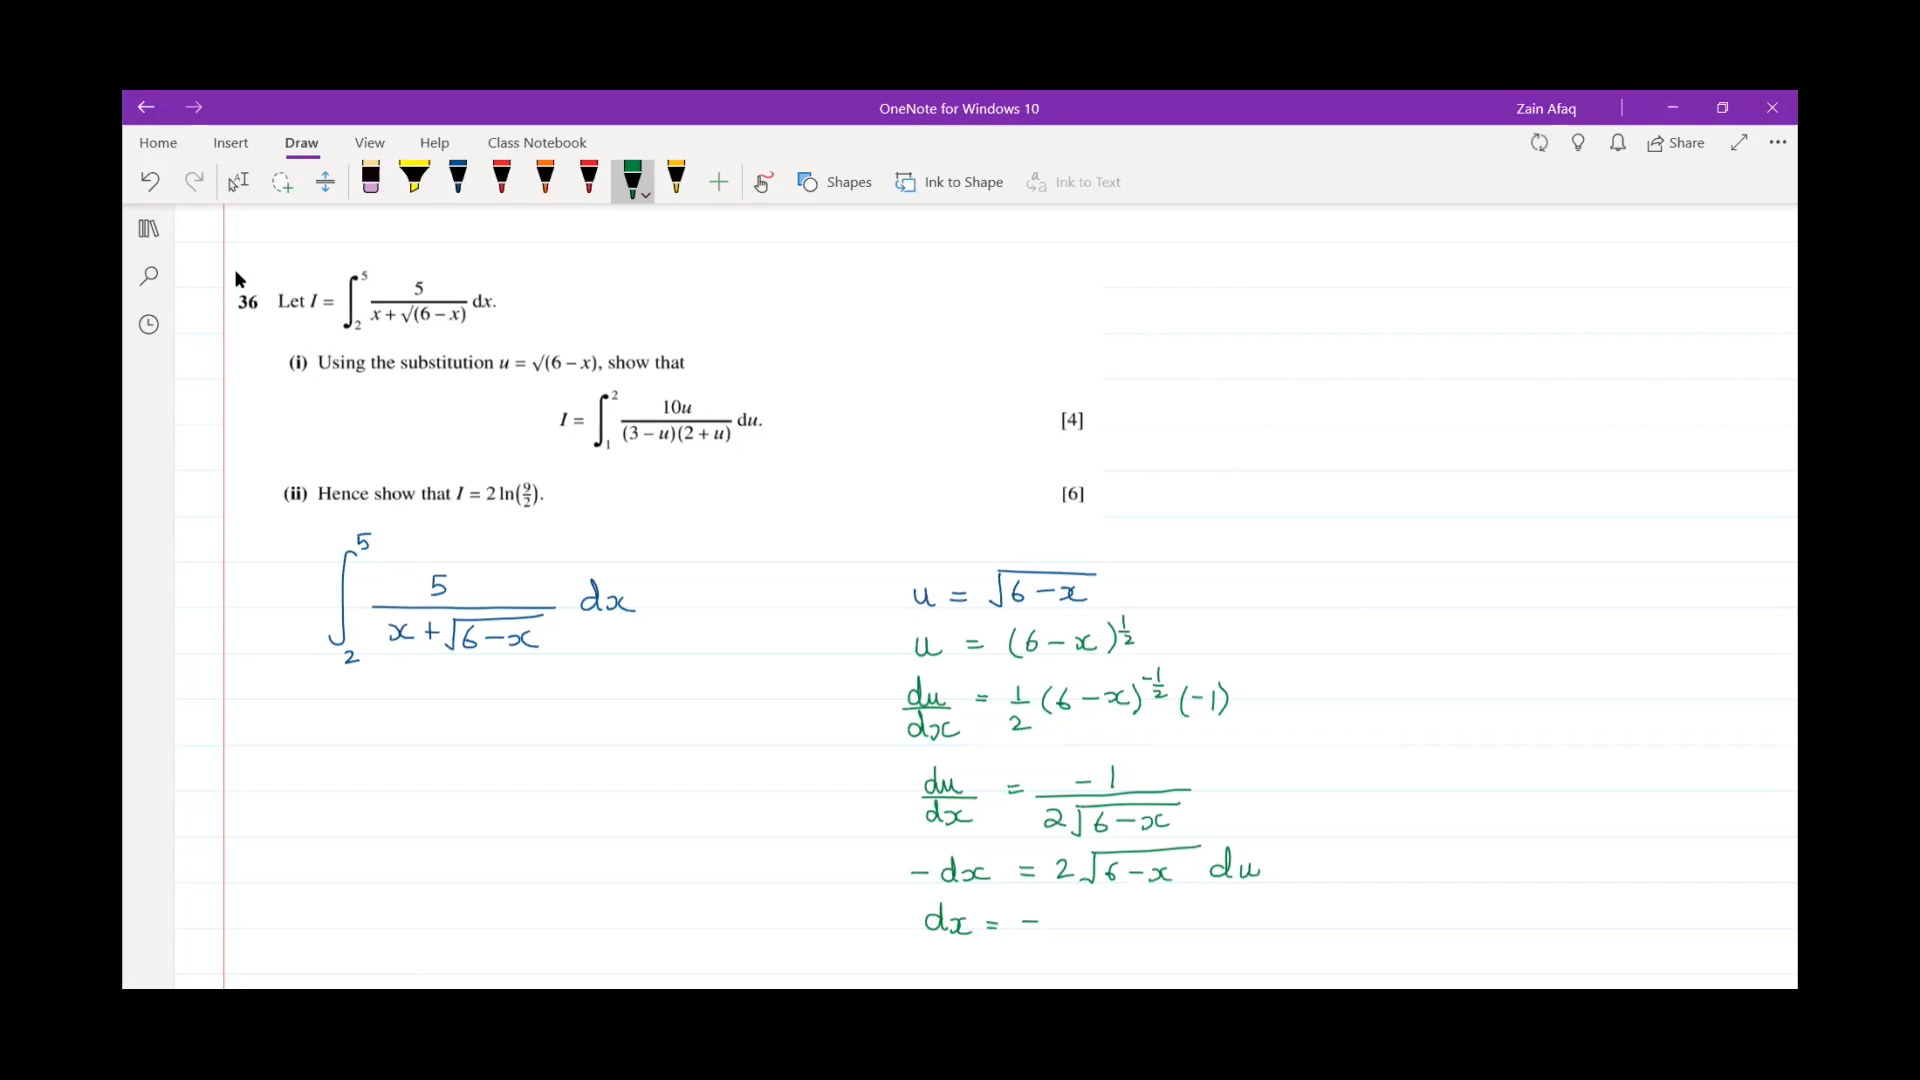 OneNote for Windows 10
Zain Afaq
Home Insert Draw View Help Class Notebook
Share
Shapes Ink to Shape Ink to Text
36 Let I = ∫₂⁵ 5/(x + √(6 – x)) dx.
(i) Using the substitution u = √(6 – x), show that
I = ∫₁² 10u/((3 – u)(2 + u)) du. [4]
(ii) Hence show that I = 2 ln(9/2). [6]
∫₂⁵ 5/(x + √(6 – x)) dx
u = √(6 – x)
u = (6 – x)^(1/2)
du/dx = 1/2 (6 – x)^(-1/2) (-1)
du/dx = -1/(2√(6 – x))
- dx = 2√(6 – x) du
dx = -